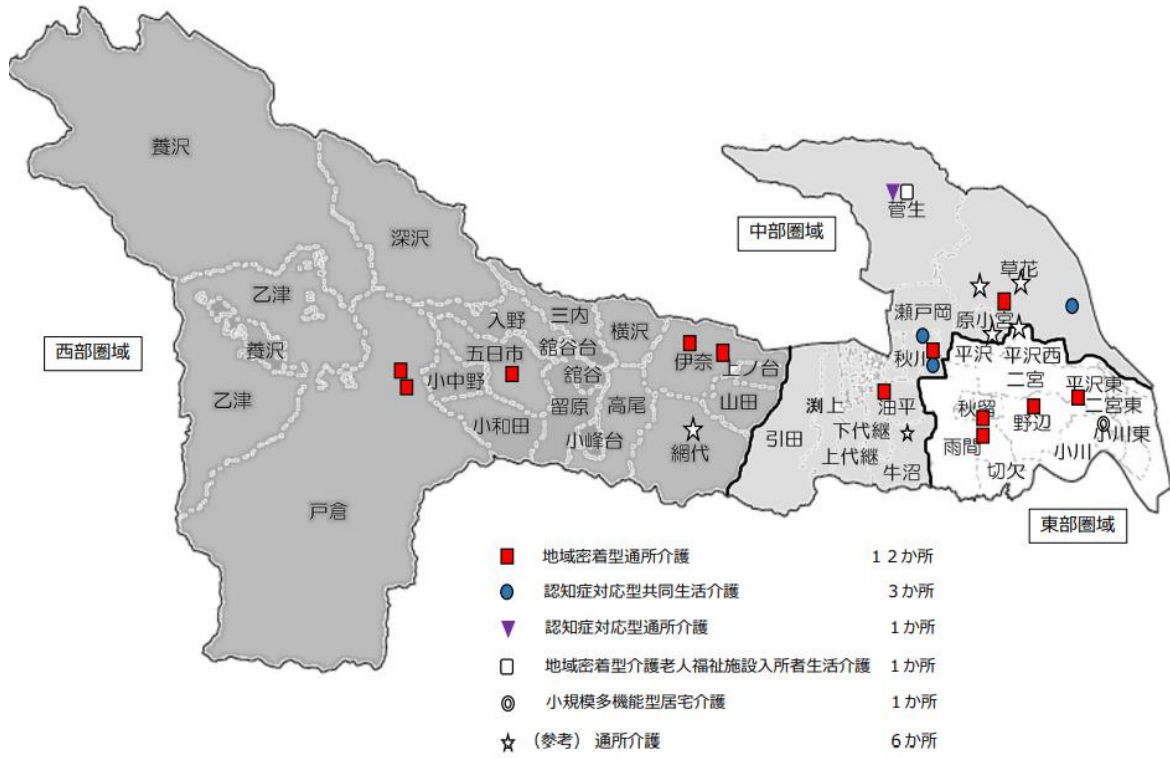 養沢
深沢
乙津
養沢
乙津
西部圏域
入野
三内
横沢
五日市
舘谷台
小中野
舘谷
伊奈
上ノ台
留原
高尾
山田
小和田
小峰台
網代
戸倉
中部圏域
菅生
草花
瀬戸岡
原小宮
秋川
渕上
油平
引田
下代継
上代継
牛沼
平沢
平沢西
二宮
平沢東
秋留
野辺
二宮東
雨間
小川
小川東
切欠
東部圏域
地域密着型通所介護 12か所
認知症対応型共同生活介護 3か所
認知症対応型通所介護 1か所
地域密着型介護老人福祉施設入所者生活介護 1か所
小規模多機能型居宅介護 1か所
(参考) 通所介護 6か所